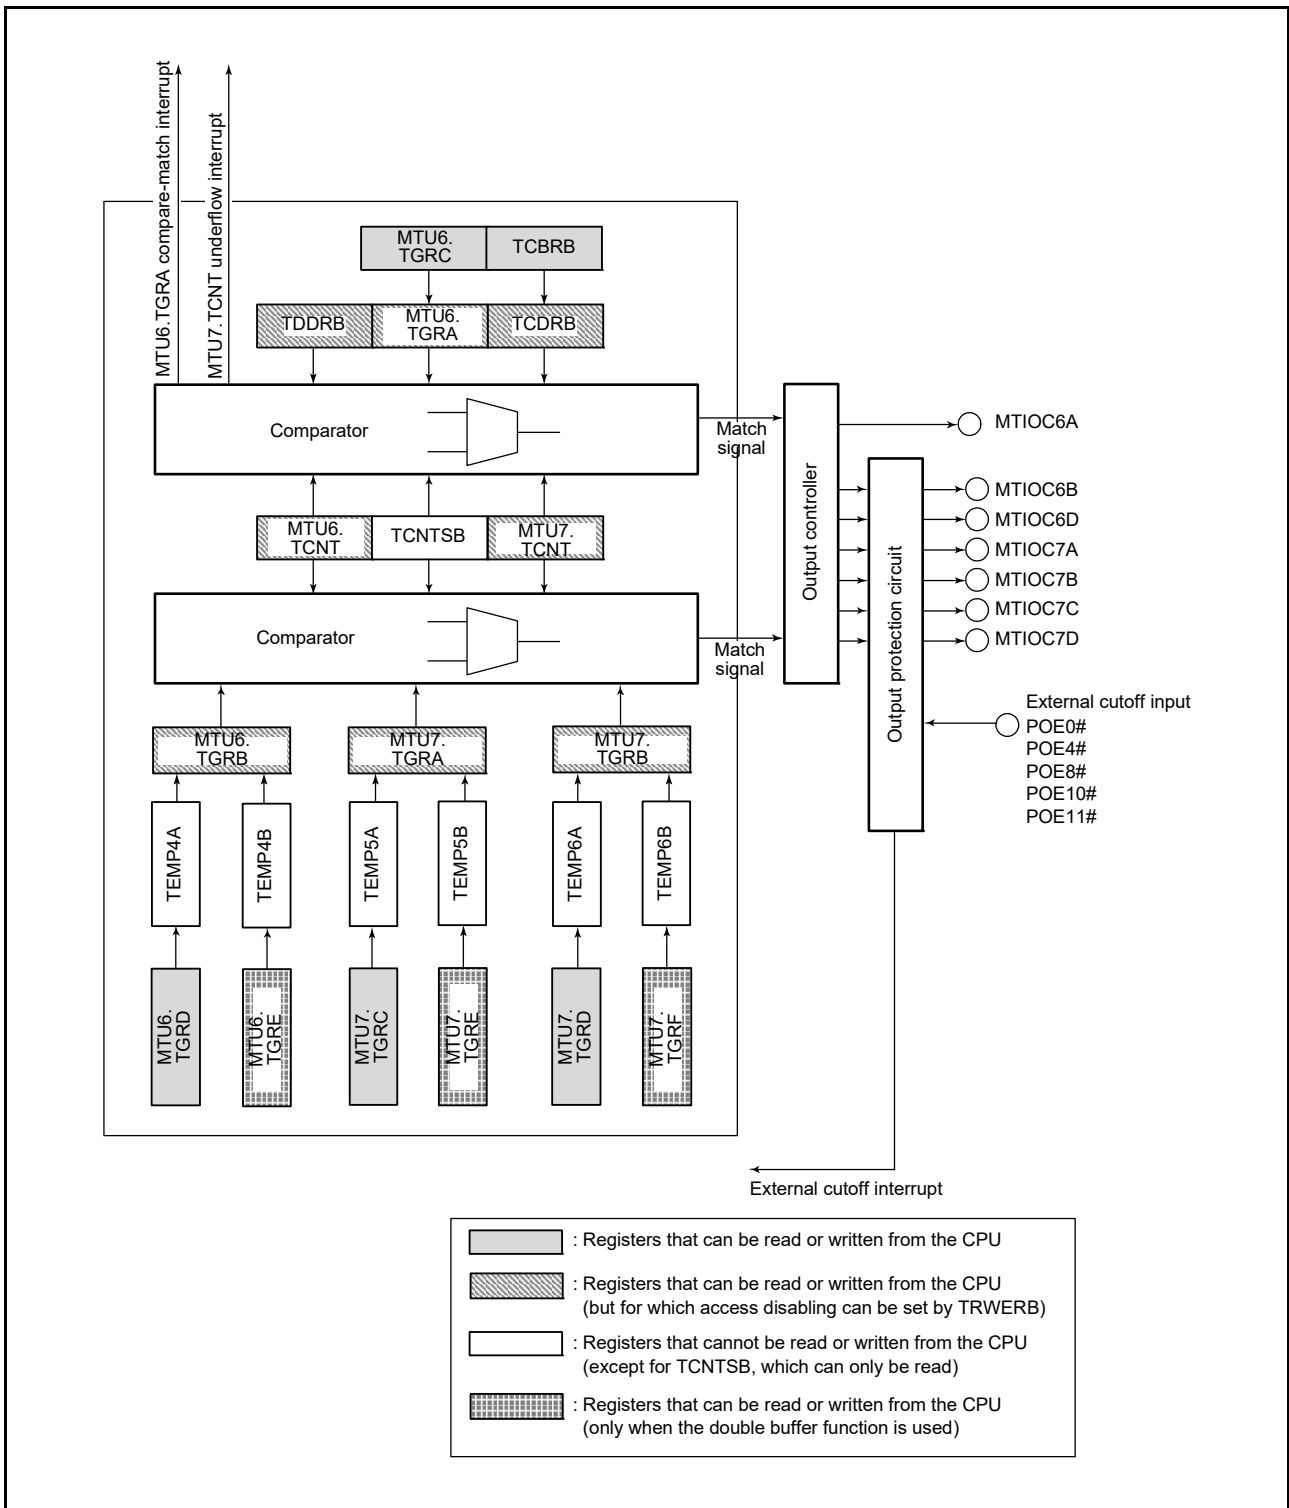 MTU6.TGRA compare-match interrupt
MTU7.TCNT underflow interrupt
MTU6.
TGRC
TCBRB
TDDRB
MTU6.
TGRA
TCDRB
Comparator
Match
signal
MTU6.
TCNT
TCNTSB
MTU7.
TCNT
Comparator
Match
signal
Output controller
Output protection circuit
MTIOC6A
MTIOC6B
MTIOC6D
MTIOC7A
MTIOC7B
MTIOC7C
MTIOC7D
External cutoff input
POE0#
POE4#
POE8#
POE10#
POE11#
MTU6.
TGRB
MTU7.
TGRA
MTU7.
TGRB
TEMP4A
TEMP4B
TEMP5A
TEMP5B
TEMP6A
TEMP6B
MTU6.
TGRD
MTU6.
TGRE
MTU7.
TGRC
MTU7.
TGRE
MTU7.
TGRD
MTU7.
TGRF
External cutoff interrupt
: Registers that can be read or written from the CPU
: Registers that can be read or written from the CPU
(but for which access disabling can be set by TRWERB)
: Registers that cannot be read or written from the CPU
(except for TCNTSB, which can only be read)
: Registers that can be read or written from the CPU
(only when the double buffer function is used)